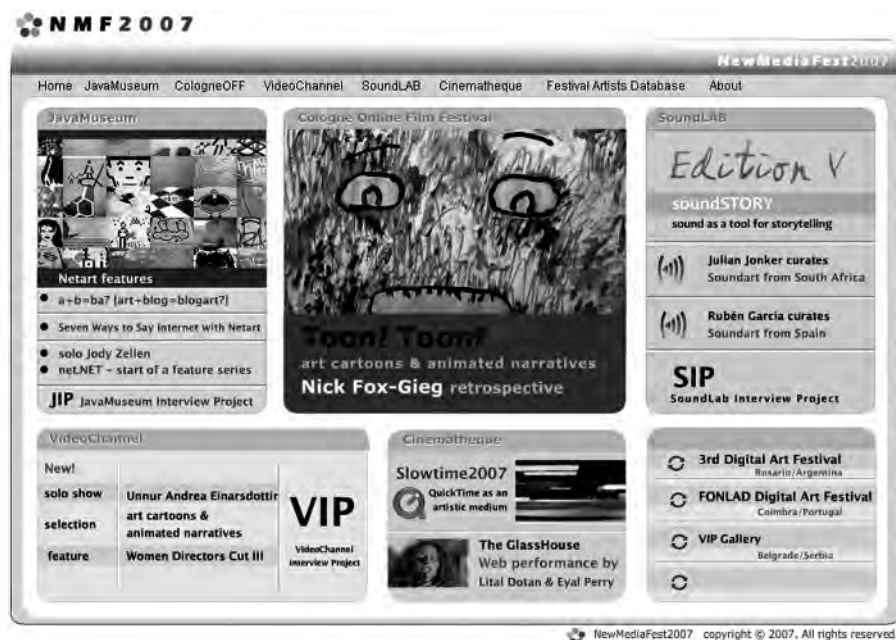 NMF2007
NewMediaFest2007
Home JavaMuseum CologneOFF VideoChannel SoundLAB Cinematheque Festival Artists Database About
JavaMuseum
Netart features
a+b=ba? [art+blog=blogart?]
Seven Ways to Say Internet with Netart
solo Jody Zellen
net.NET - start of a feature series
JIP JavaMuseum Interview Project
Cologne Online Film Festival
Toon! Toon!
art cartoons & animated narratives
Nick Fox-Gieg retrospective
SoundLAB
Edition V
soundSTORY
sound as a tool for storytelling
Julian Jonker curates
Soundart from South Africa
Rubén García curates
Soundart from Spain
SIP
SoundLab Interview Project
VideoChannel
New!
solo show Unnur Andrea Einarsdottir
selection art cartoons &
animated narratives
feature Women Directors Cut III
VIP
VideoChannel
Interview Project
Cinematheque
Slowtime2007
QuickTime as an
artistic medium
The GlassHouse
Web performance by
Lital Dotan & Eyal Perry
3rd Digital Art Festival
Rosario/Argentina
FONLAD Digital Art Festival
Coimbra/Portugal
VIP Gallery
Belgrade/Serbia
NewMediaFest2007 copyright © 2007. All rights reserved